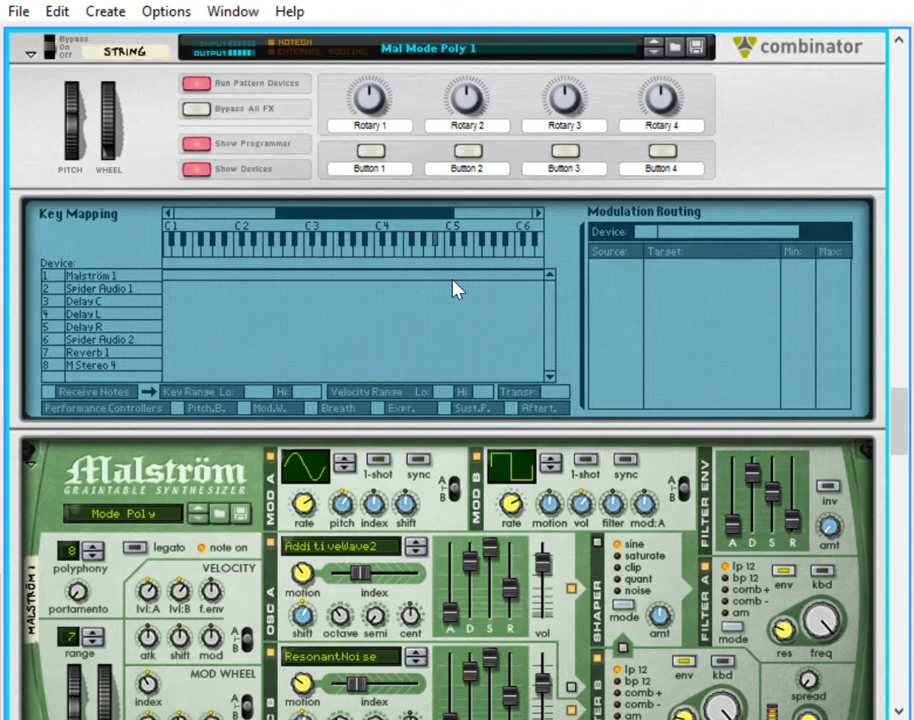 File Edit Create Options Window Help
Bypass
On
Off
STRING
INPUT
OUTPUT
NOTEON
EXTERNAL ROUTING
Mal Mode Poly 1
combinator
PITCH WHEEL
Run Pattern Devices
Bypass All FX
Show Programmer
Show Devices
Rotary 1 Rotary 2 Rotary 3 Rotary 4
Button 1 Button 2 Button 3 Button 4
Key Mapping
C1 C2 C3 C4 C5 C6
Device:
1 Malström 1
2 Spider Audio 1
3 Delay C
4 Delay L
5 Delay R
6 Spider Audio 2
7 Reverb 1
8 M Stereo 4
Receive Notes Key Range Lo: Hi: Velocity Range Lo: Hi: Transp:
Performance Controllers Pitch.B. Mod.W. Breath Expr. Sust.P. Aftert.
Modulation Routing
Device:
Source: Target: Min: Max:
Malström
GRAINTABLE SYNTHESIZER
Mode Poly
MOD A
1-shot sync
A
B
rate pitch index shift
MOD B
1-shot sync
A
B
rate motion vol filter mod:A
FILTER ENV
A D S R
inv
amt
MALSTRÖM 1
8
polyphony
portamento
7
range
legato note on
VELOCITY
lvl:A lvl:B f.env
atk shift mod
A
B
MOD WHEEL
index
A
OSC A
AdditiveWave2
motion index
shift octave semi cent
A D S R vol
ResonantNoise
motion index
SHAPER
sine
saturate
clip
quant
noise
mode amt
FILTER A
lp 12
bp 12
comb +
comb -
am
mode
env kbd
res freq
lp 12
bp 12
comb +
comb -
am
env kbd
spread